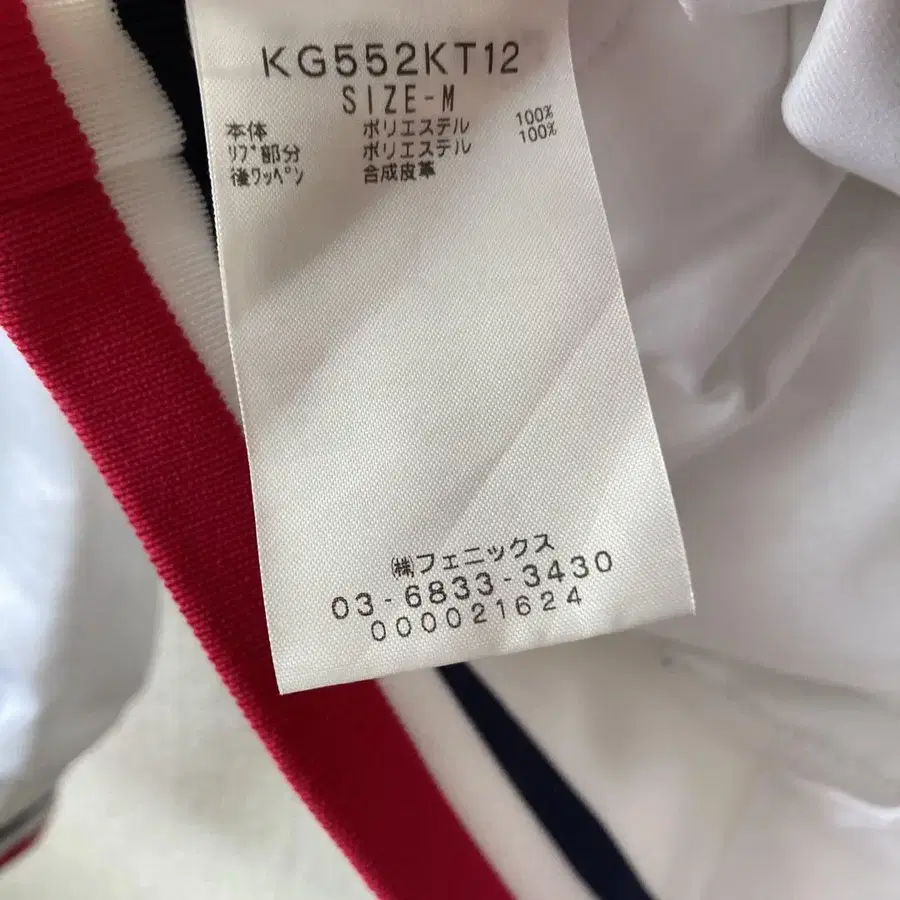 KG552KT12
SIZE-M
本体 ポリエステル 100%
ﾘﾌﾞ部分 ポリエステル 100%
後ﾜｯﾍﾟﾝ 合成皮革
㈱フェニックス
03-6833-3430
000021624